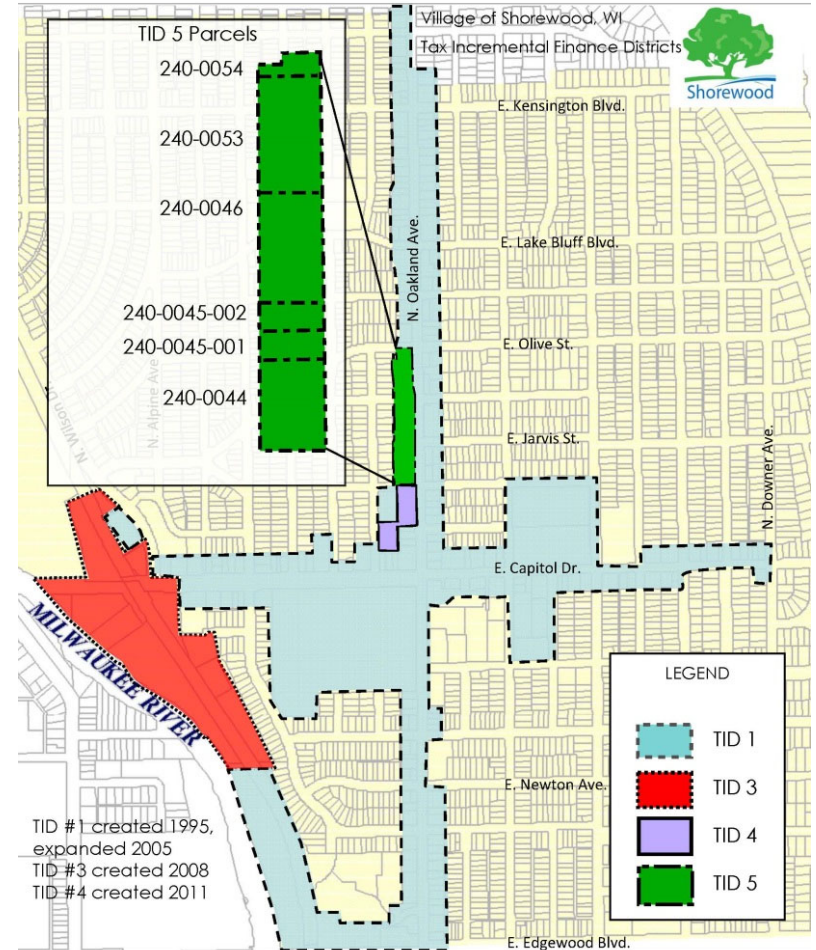 Village of Shorewood, WI
Tax Incremental Finance Districts
Shorewood
TID 5 Parcels
240-0054
240-0053
240-0046
240-0045-002
240-0045-001
240-0044
N. Wilson Dr.
N. Alpine Ave
E. Kensington Blvd.
N. Oakland Ave.
E. Lake Bluff Blvd.
E. Olive St.
E. Jarvis St.
N. Downer Ave.
E. Capitol Dr.
MILWAUKEE RIVER
E. Newton Ave.
E. Edgewood Blvd.
LEGEND
TID 1
TID 3
TID 4
TID 5
TID #1 created 1995,
expanded 2005
TID #3 created 2008
TID #4 created 2011